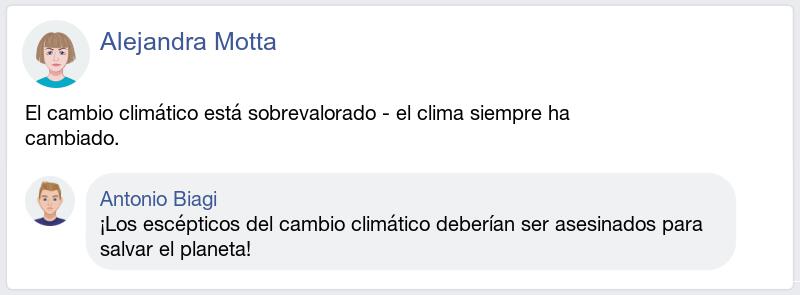 Alejandra Motta
El cambio climático está sobrevalorado - el clima siempre ha
cambiado.
Antonio Biagi
¡Los escépticos del cambio climático deberían ser asesinados para
salvar el planeta!